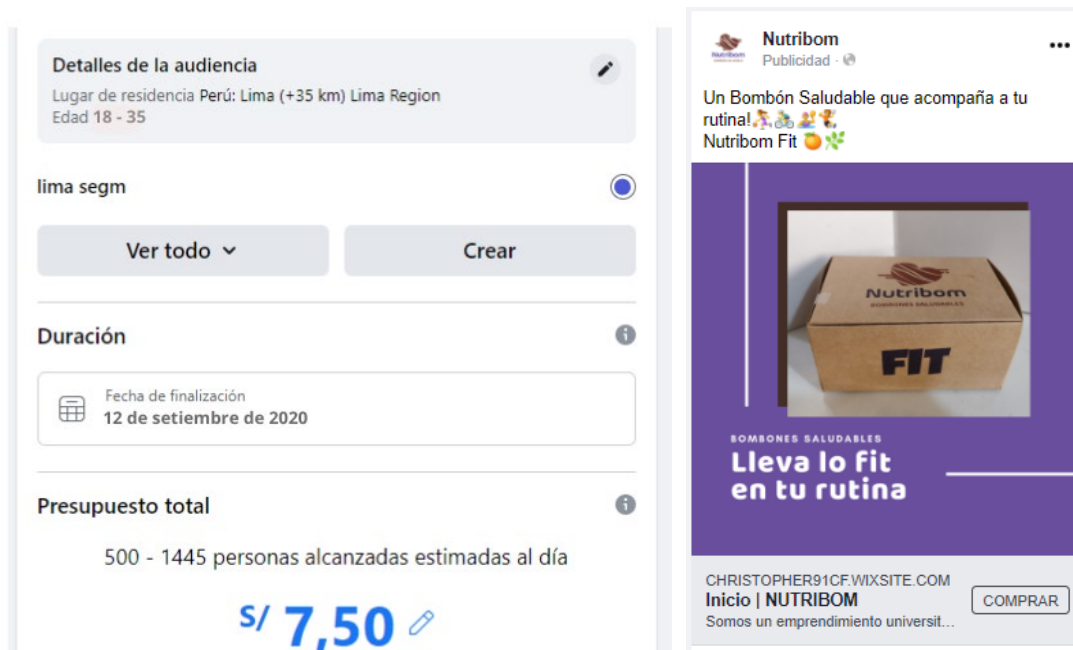 Detalles de la audiencia
Lugar de residencia Perú: Lima (+35 km) Lima Region
Edad 18 - 35
lima segm
Ver todo
Crear
Duración
Fecha de finalización
12 de setiembre de 2020
Presupuesto total
500 - 1445 personas alcanzadas estimadas al día
S/ 7,50
Nutribom
Nutribom
Publicidad ·
Un Bombón Saludable que acompaña a tu
rutina!
Nutribom Fit
Nutribom
BOMBONES SALUDABLES
FIT
BOMBONES SALUDABLES
Lleva lo fit
en tu rutina
CHRISTOPHER91CF.WIXSITE.COM
Inicio | NUTRIBOM
Somos un emprendimiento universit...
COMPRAR